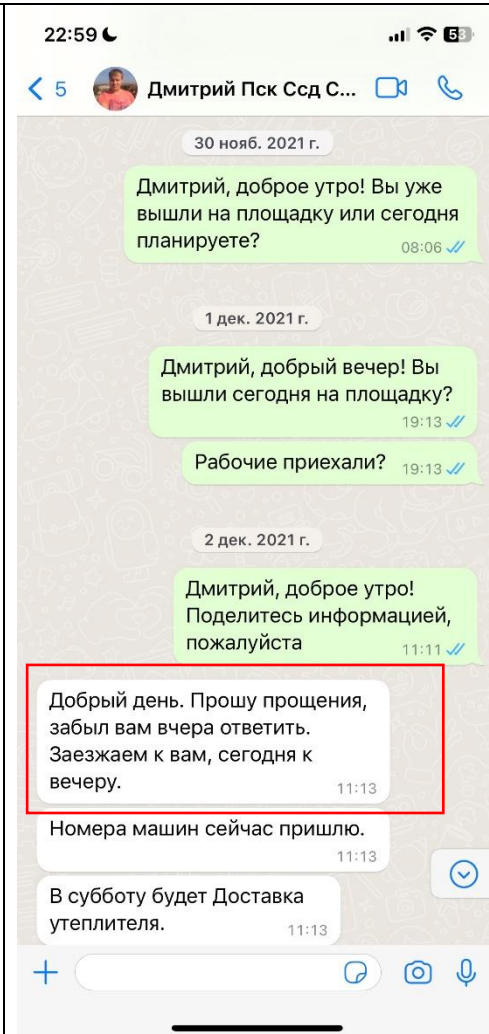 22:59
53
5
Дмитрий Пск Ссд С...
30 нояб. 2021 г.
Дмитрий, доброе утро! Вы уже
вышли на площадку или сегодня
планируете?
08:06
1 дек. 2021 г.
Дмитрий, добрый вечер! Вы
вышли сегодня на площадку?
19:13
Рабочие приехали?
19:13
2 дек. 2021 г.
Дмитрий, доброе утро!
Поделитесь информацией,
пожалуйста
11:11
Добрый день. Прошу прощения,
забыл вам вчера ответить.
Заезжаем к вам, сегодня к
вечеру.
11:13
Номера машин сейчас пришлю.
11:13
В субботу будет Доставка
утеплителя.
11:13